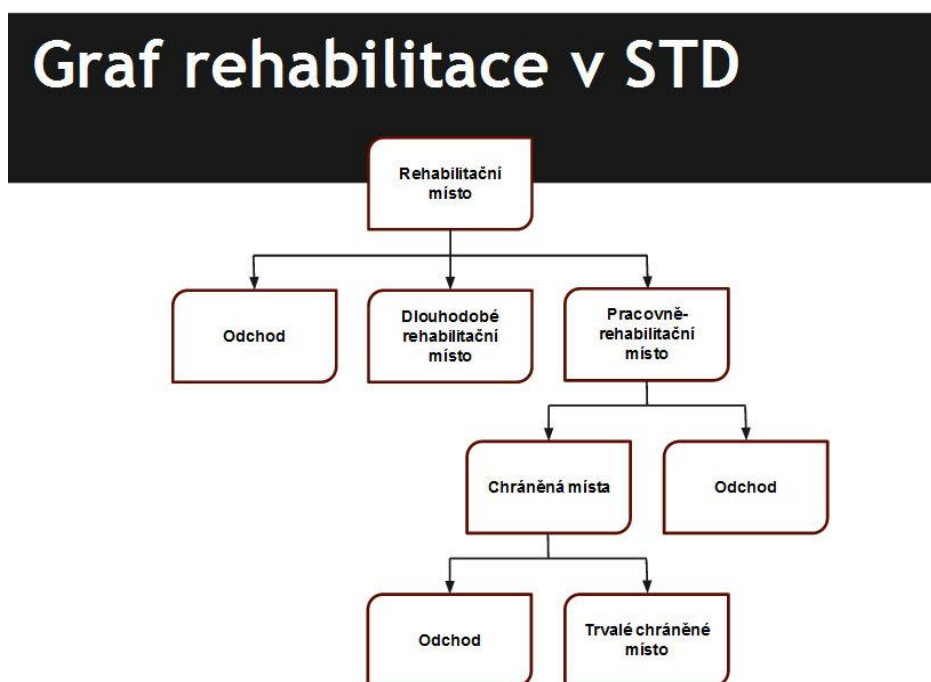 Graf rehabilitace v STD
Rehabilitační
místo
Odchod
Dlouhodobé
rehabilitační
místo
Pracovně-
rehabilitační
místo
Chráněná místa
Odchod
Odchod
Trvalé chráněné
místo